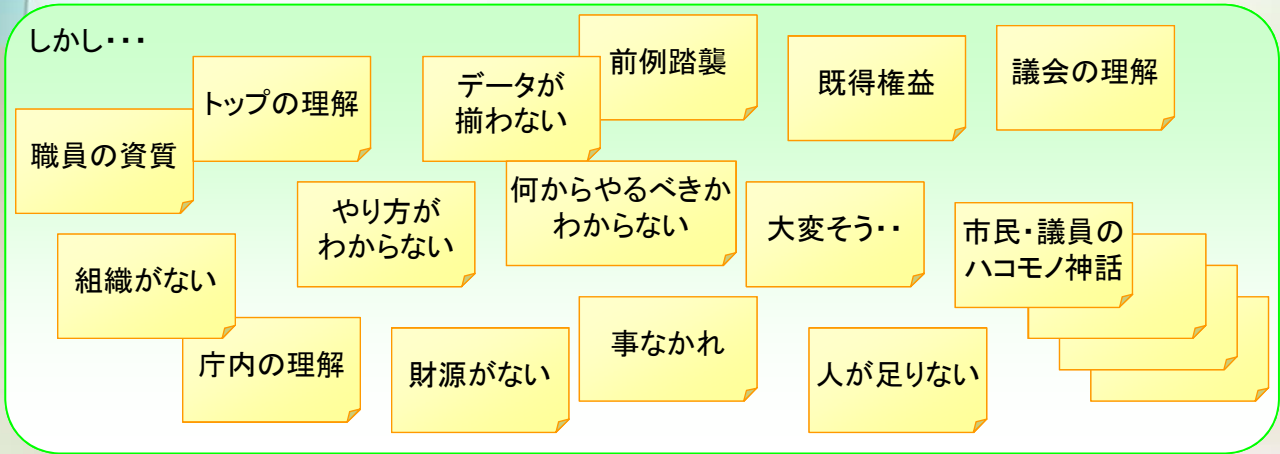 しかし・・・
前例踏襲
既得権益
議会の理解
トップの理解
データが
揃わない
職員の資質
やり方が
わからない
何からやるべきか
わからない
大変そう・・
市民・議員の
ハコモノ神話
組織がない
庁内の理解
財源がない
事なかれ
人が足りない